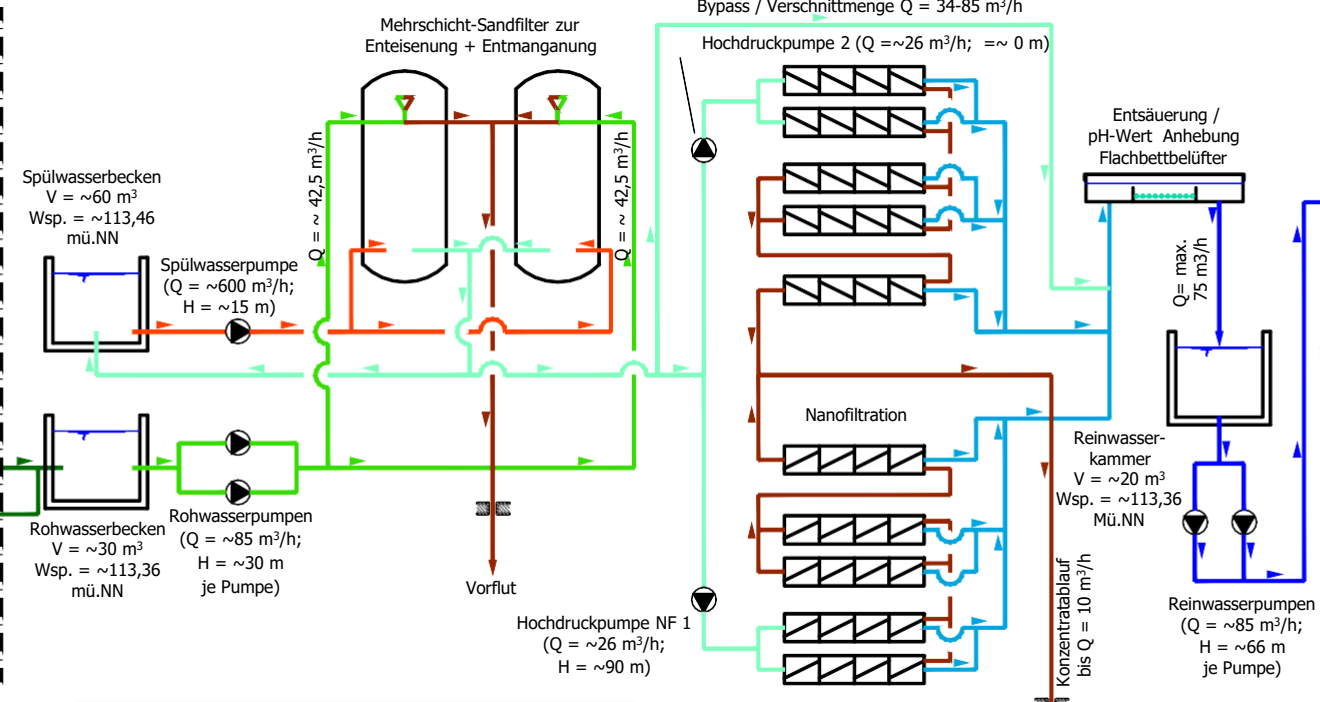 Bypass / Verschnittmenge Q = 34-85 m³/h
Mehrschicht-Sandfilter zur
Enteisenung + Entmanganung
Hochdruckpumpe 2 (Q =~26 m³/h; =~ 0 m)
Entsäuerung /
pH-Wert Anhebung
Flachbettbelüfter
Spülwasserbecken
V = ~60 m³
Wsp. = ~113,46
mü.NN
Q = ~ 42,5 m³/h
Q = ~ 42,5 m³/h
Spülwasserpumpe
(Q = ~600 m³/h;
H = ~15 m)
Q= max.
75 m3/h
Nanofiltration
Reinwasser-
kammer
V = ~20 m³
Wsp. = ~113,36
Mü.NN
Rohwasserbecken
V = ~30 m³
Wsp. = ~113,36
mü.NN
Rohwasserpumpen
(Q = ~85 m³/h;
H = ~30 m
je Pumpe)
Vorflut
Hochdruckpumpe NF 1
(Q = ~26 m³/h;
H = ~90 m)
Konzentratablauf
bis Q = 10 m³/h
Reinwasserpumpen
(Q = ~85 m³/h;
H = ~66 m
je Pumpe)